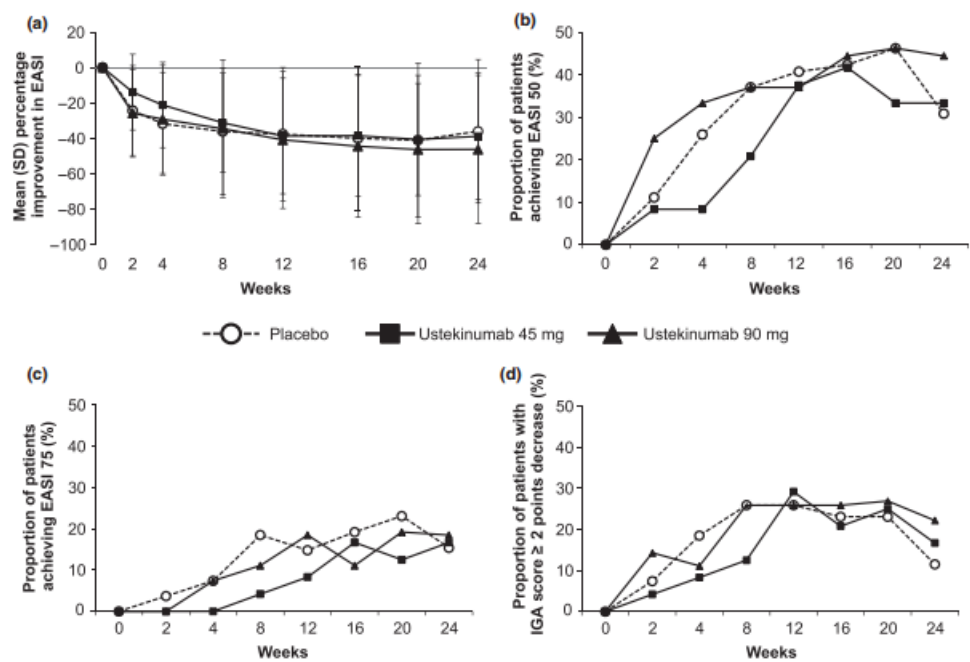 (a)
Mean (SD) percentage
improvement in EASI
20
0
−20
−40
−60
−80
−100
0 2 4 8 12 16 20 24
Weeks
(b)
Proportion of patients
achieving EASI 50 (%)
50
40
30
20
10
0
0 2 4 8 12 16 20 24
Weeks
Placebo Ustekinumab 45 mg Ustekinumab 90 mg
(c)
Proportion of patients
achieving EASI 75 (%)
50
40
30
20
10
0
0 2 4 8 12 16 20 24
Weeks
(d)
Proportion of patients with
IGA score ≥ 2 points decrease (%)
50
40
30
20
10
0
0 2 4 8 12 16 20 24
Weeks